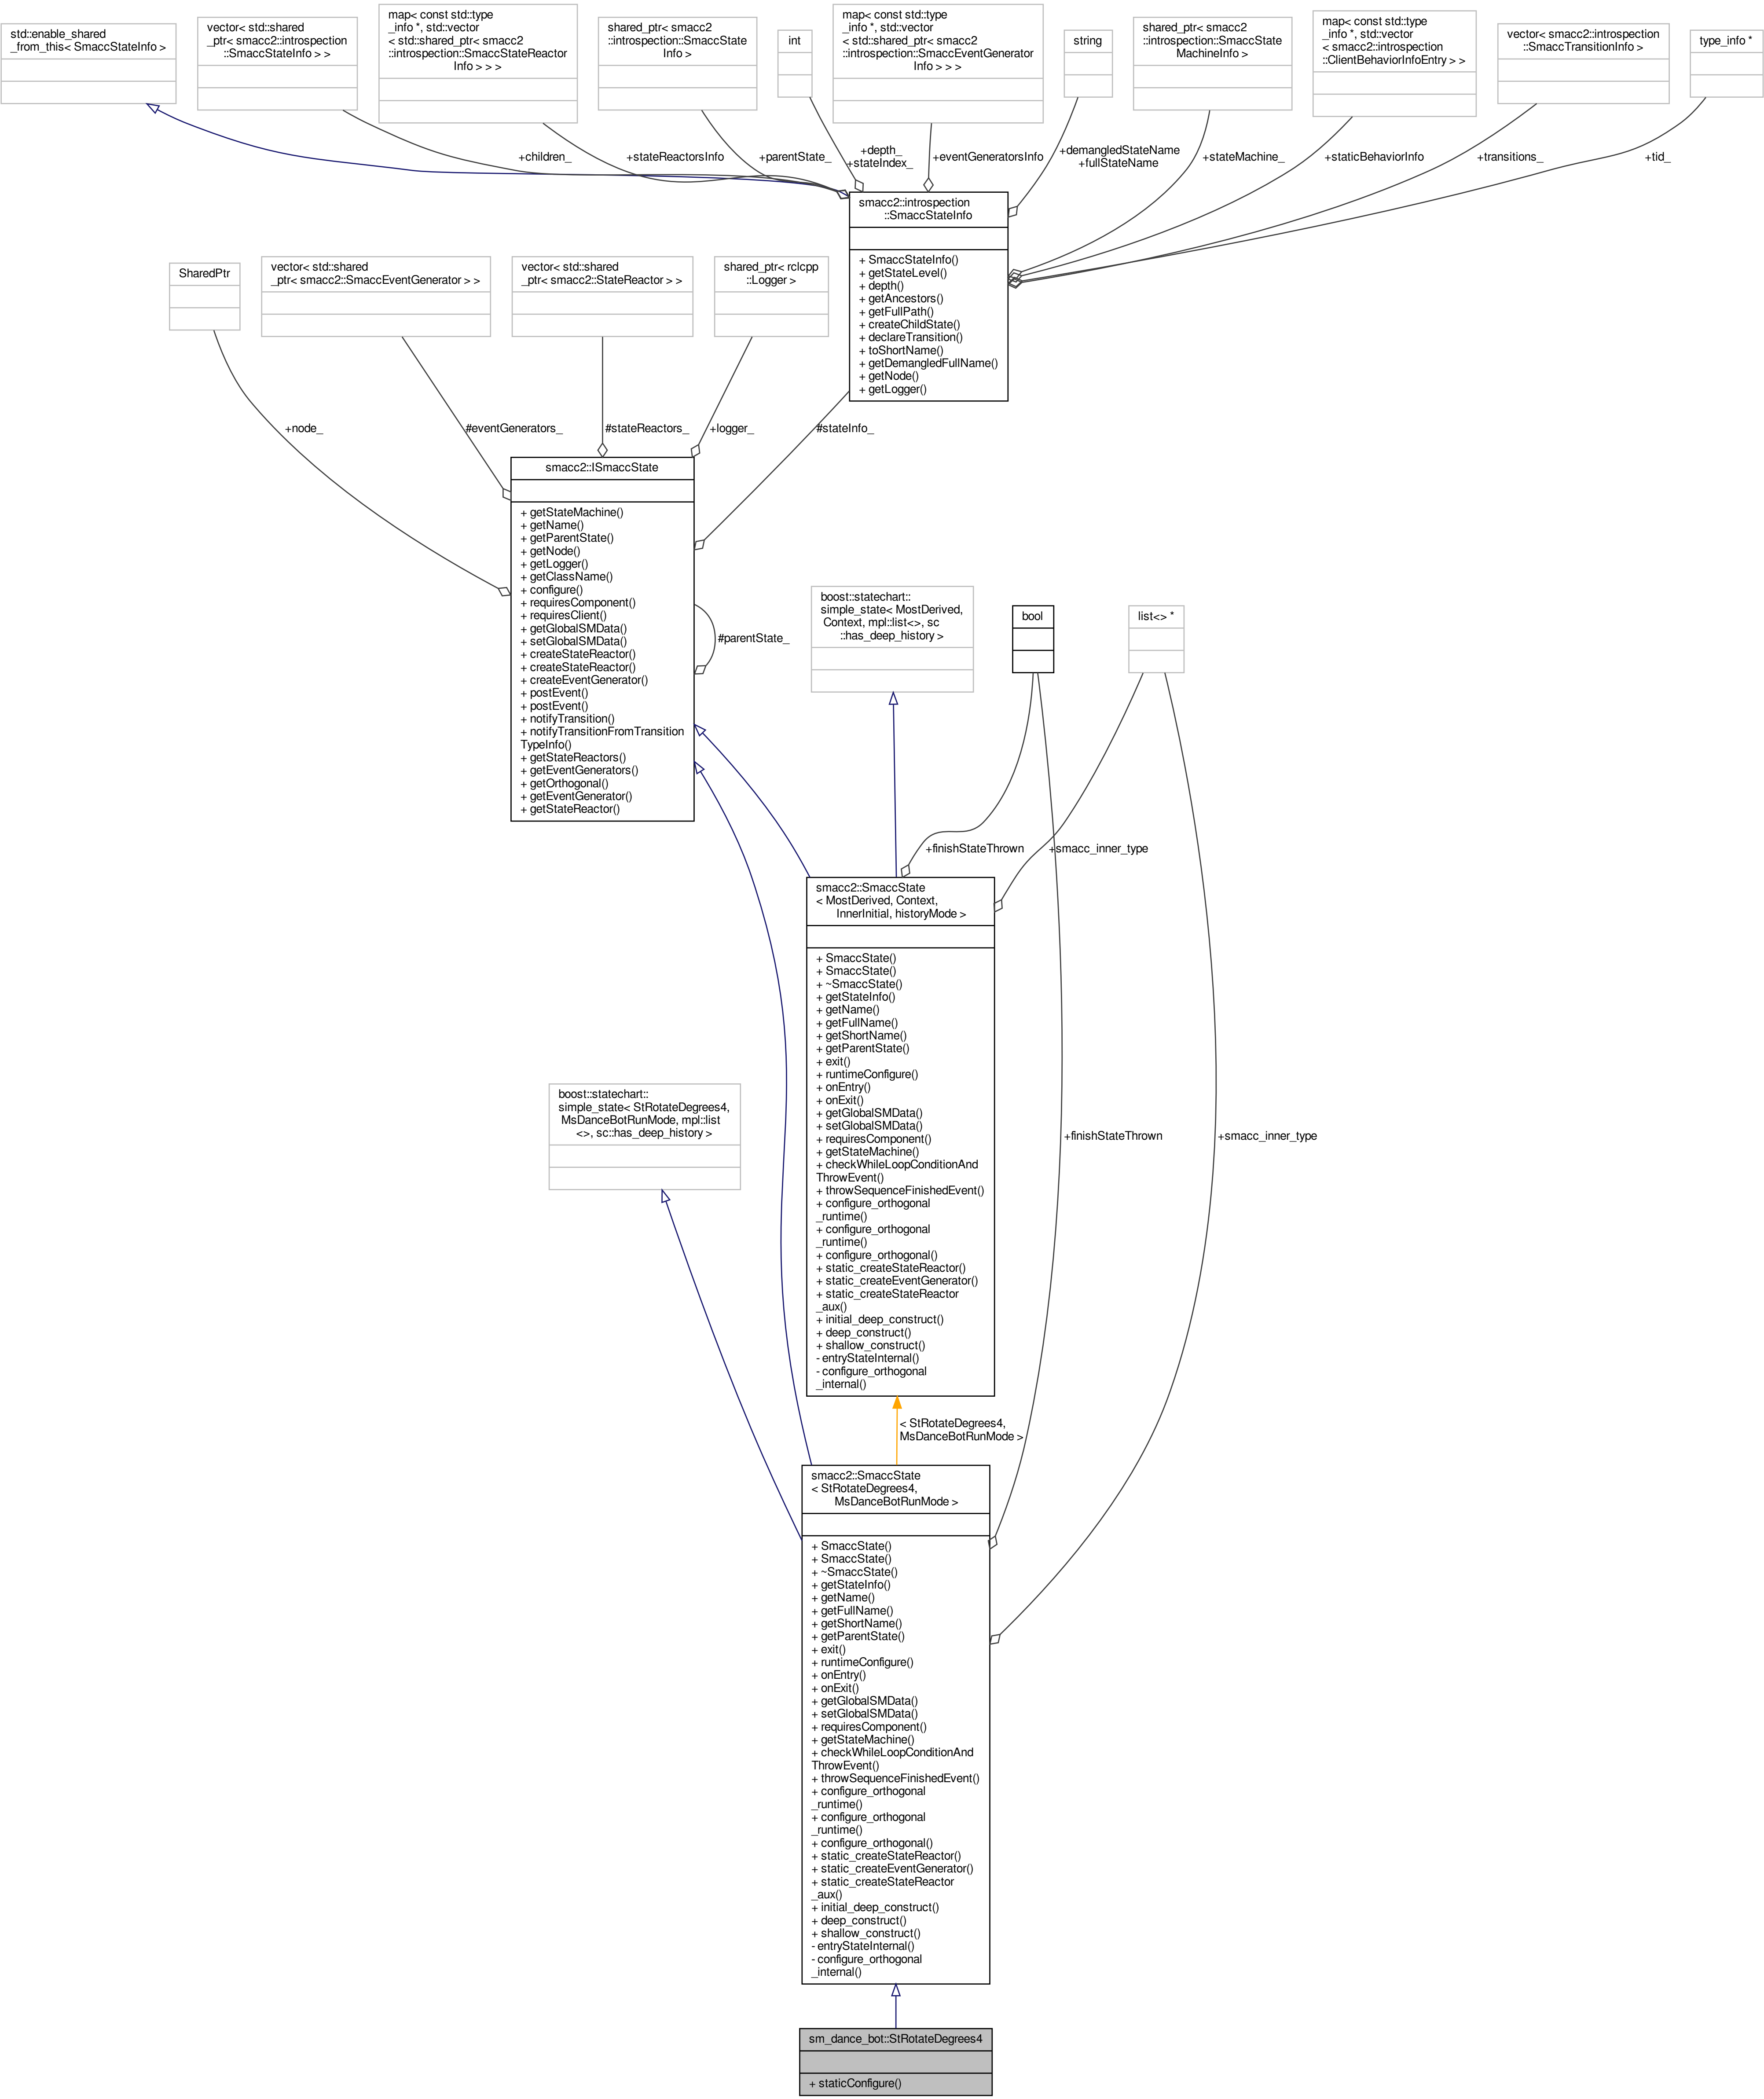 std::enable_shared
_from_this< SmaccStateInfo >
vector< std::shared
_ptr< smacc2::introspection
::SmaccStateInfo > >
map< const std::type
_info *, std::vector
< std::shared_ptr< smacc2
::introspection::SmaccStateReactor
Info > > >
shared_ptr< smacc2
::introspection::SmaccState
Info >
int
map< const std::type
_info *, std::vector
< std::shared_ptr< smacc2
::introspection::SmaccEventGenerator
Info > > >
string
shared_ptr< smacc2
::introspection::SmaccState
MachineInfo >
map< const std::type
_info *, std::vector
< smacc2::introspection
::ClientBehaviorInfoEntry > >
vector< smacc2::introspection
::SmaccTransitionInfo >
type_info *
+children_
+stateReactorsInfo
+parentState_
+depth_
+stateIndex_
+eventGeneratorsInfo
+demangledStateName
+fullStateName
+stateMachine_
+staticBehaviorInfo
+transitions_
+tid_
smacc2::introspection
::SmaccStateInfo
+ SmaccStateInfo()
+ getStateLevel()
+ depth()
+ getAncestors()
+ getFullPath()
+ createChildState()
+ declareTransition()
+ toShortName()
+ getDemangledFullName()
+ getNode()
+ getLogger()
SharedPtr
vector< std::shared
_ptr< smacc2::SmaccEventGenerator > >
vector< std::shared
_ptr< smacc2::StateReactor > >
shared_ptr< rclcpp
::Logger >
+node_
#eventGenerators_
#stateReactors_
+logger_
#stateInfo_
smacc2::ISmaccState
+ getStateMachine()
+ getName()
+ getParentState()
+ getNode()
+ getLogger()
+ getClassName()
+ configure()
+ requiresComponent()
+ requiresClient()
+ getGlobalSMData()
+ setGlobalSMData()
+ createStateReactor()
+ createStateReactor()
+ createEventGenerator()
+ postEvent()
+ postEvent()
+ notifyTransition()
+ notifyTransitionFromTransition
TypeInfo()
+ getStateReactors()
+ getEventGenerators()
+ getOrthogonal()
+ getEventGenerator()
+ getStateReactor()
#parentState_
boost::statechart::
simple_state< MostDerived,
Context, mpl::list<>, sc
::has_deep_history >
bool
list<> *
+finishStateThrown
+smacc_inner_type
smacc2::SmaccState
< MostDerived, Context,
InnerInitial, historyMode >
+ SmaccState()
+ SmaccState()
+ ~SmaccState()
+ getStateInfo()
+ getName()
+ getFullName()
+ getShortName()
+ getParentState()
+ exit()
+ runtimeConfigure()
+ onEntry()
+ onExit()
+ getGlobalSMData()
+ setGlobalSMData()
+ requiresComponent()
+ getStateMachine()
+ checkWhileLoopConditionAnd
ThrowEvent()
+ throwSequenceFinishedEvent()
+ configure_orthogonal
_runtime()
+ configure_orthogonal
_runtime()
+ configure_orthogonal()
+ static_createStateReactor()
+ static_createEventGenerator()
+ static_createStateReactor
_aux()
+ initial_deep_construct()
+ deep_construct()
+ shallow_construct()
- entryStateInternal()
- configure_orthogonal
_internal()
boost::statechart::
simple_state< StRotateDegrees4,
MsDanceBotRunMode, mpl::list
<>, sc::has_deep_history >
+finishStateThrown
+smacc_inner_type
< StRotateDegrees4,
MsDanceBotRunMode >
smacc2::SmaccState
< StRotateDegrees4,
MsDanceBotRunMode >
+ SmaccState()
+ SmaccState()
+ ~SmaccState()
+ getStateInfo()
+ getName()
+ getFullName()
+ getShortName()
+ getParentState()
+ exit()
+ runtimeConfigure()
+ onEntry()
+ onExit()
+ getGlobalSMData()
+ setGlobalSMData()
+ requiresComponent()
+ getStateMachine()
+ checkWhileLoopConditionAnd
ThrowEvent()
+ throwSequenceFinishedEvent()
+ configure_orthogonal
_runtime()
+ configure_orthogonal
_runtime()
+ configure_orthogonal()
+ static_createStateReactor()
+ static_createEventGenerator()
+ static_createStateReactor
_aux()
+ initial_deep_construct()
+ deep_construct()
+ shallow_construct()
- entryStateInternal()
- configure_orthogonal
_internal()
sm_dance_bot::StRotateDegrees4
+ staticConfigure()